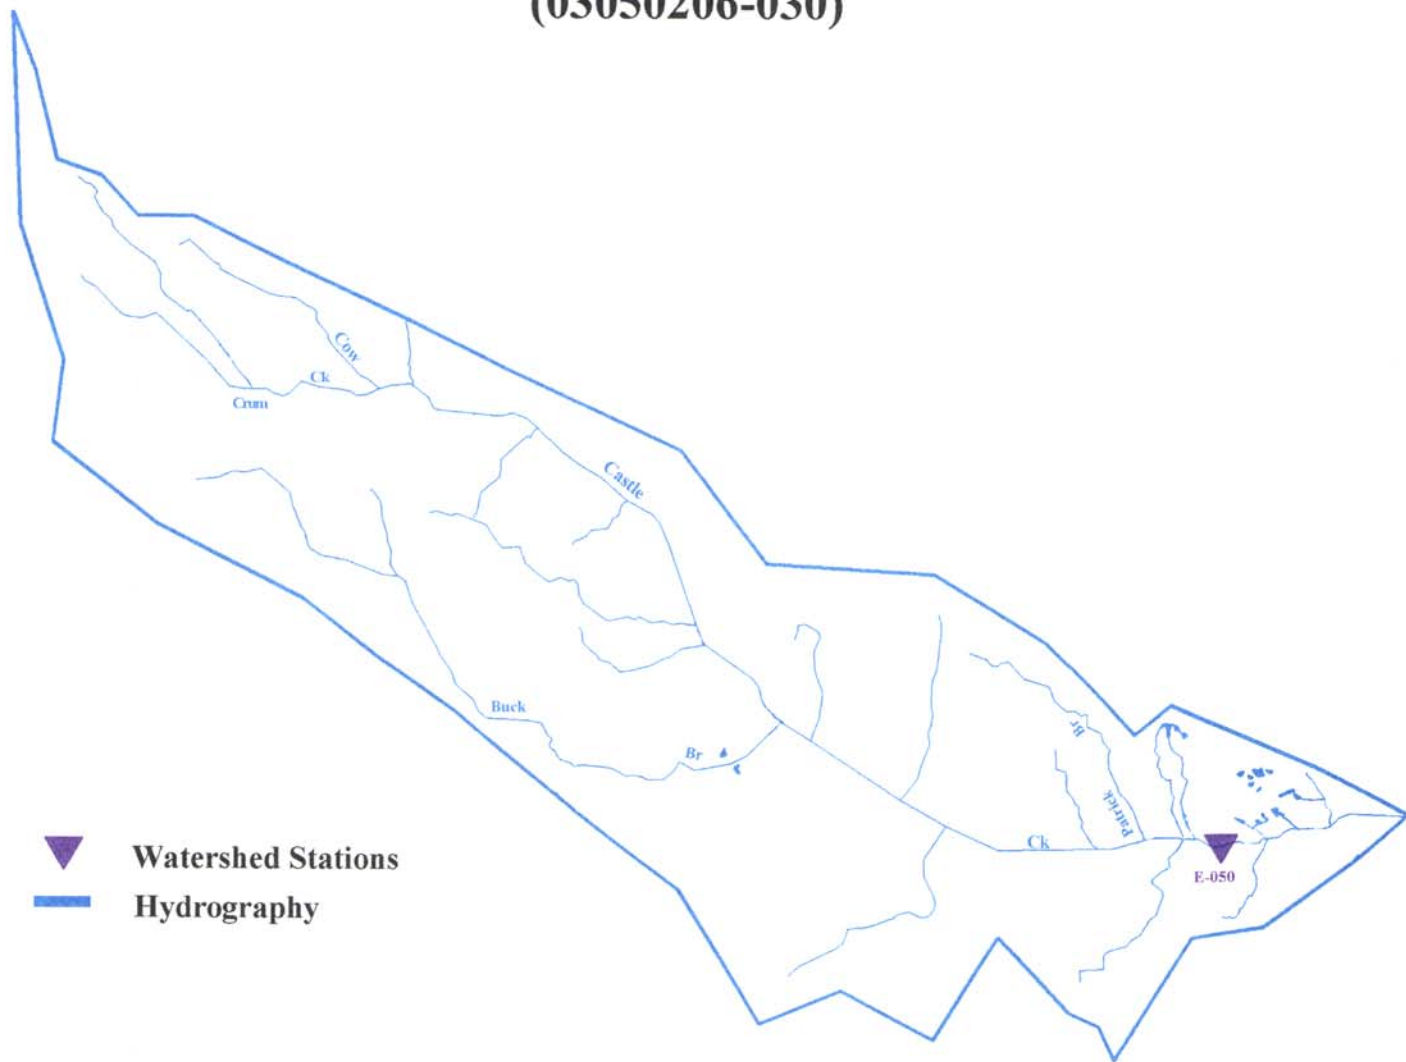 (03050206-030)
Cow
Ck
Crum
Castle
Buck
Br
Br
Patrick
Ck
E-050
Watershed Stations
Hydrography